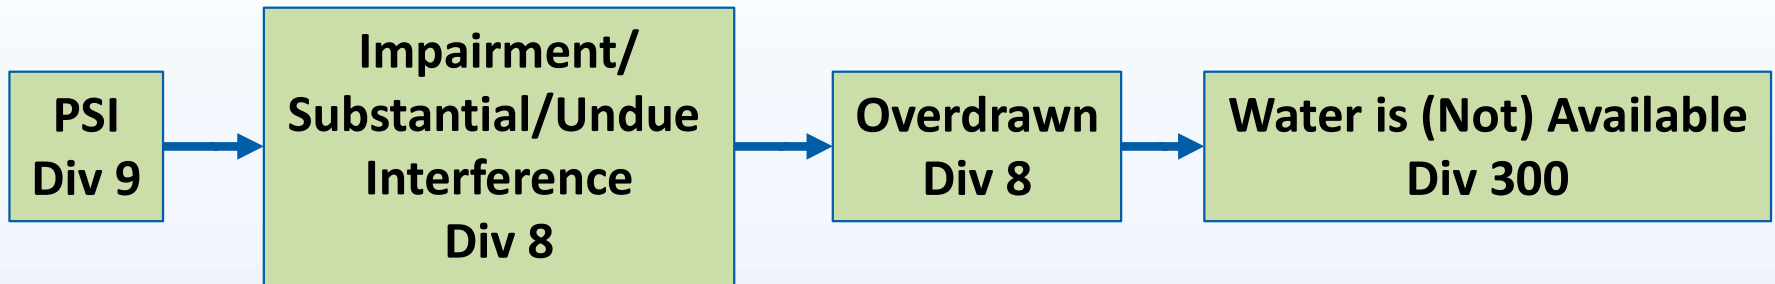 PSI
Div 9
Impairment/
Substantial/Undue
Interference
Div 8
Overdrawn
Div 8
Water is (Not) Available
Div 300